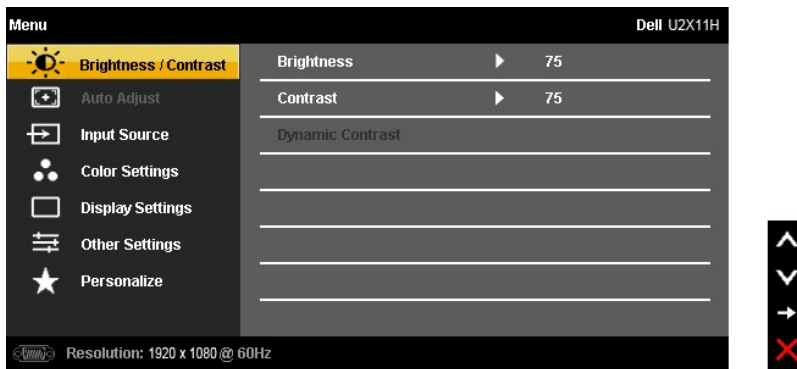 Menu Dell U2X11H
Brightness / Contrast Brightness 75
Auto Adjust Contrast 75
Input Source Dynamic Contrast
Color Settings
Display Settings
Other Settings
Personalize
Resolution: 1920 x 1080 @ 60Hz